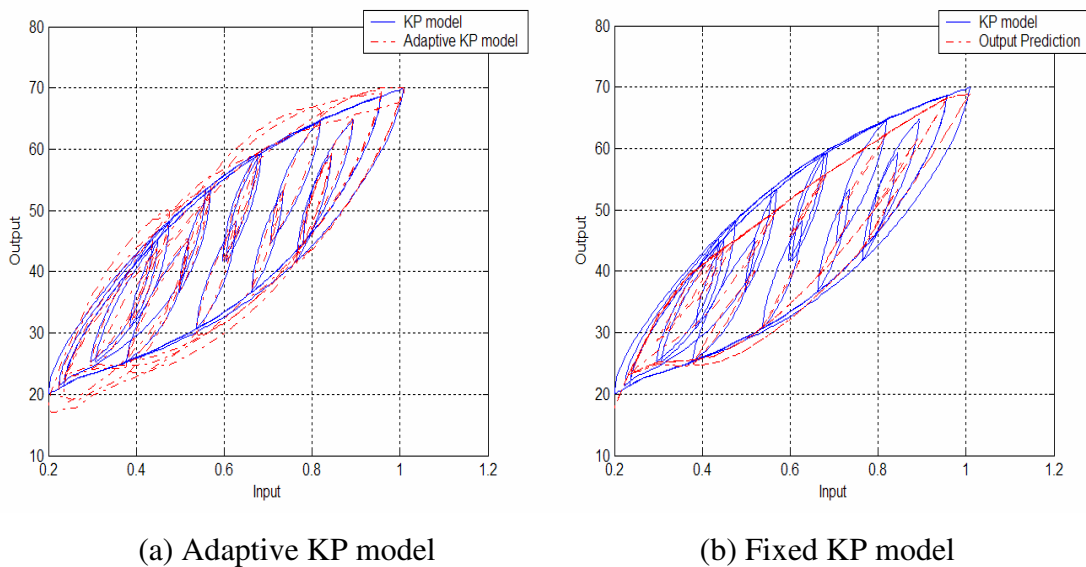 80
70
60
50
40
30
20
10
0.2
0.4
0.6
0.8
1
1.2
Output
Input
KP model
Adaptive KP model
(a) Adaptive KP model
80
70
60
50
40
30
20
10
0.2
0.4
0.6
0.8
1
1.2
Output
Input
KP model
Output Prediction
(b) Fixed KP model